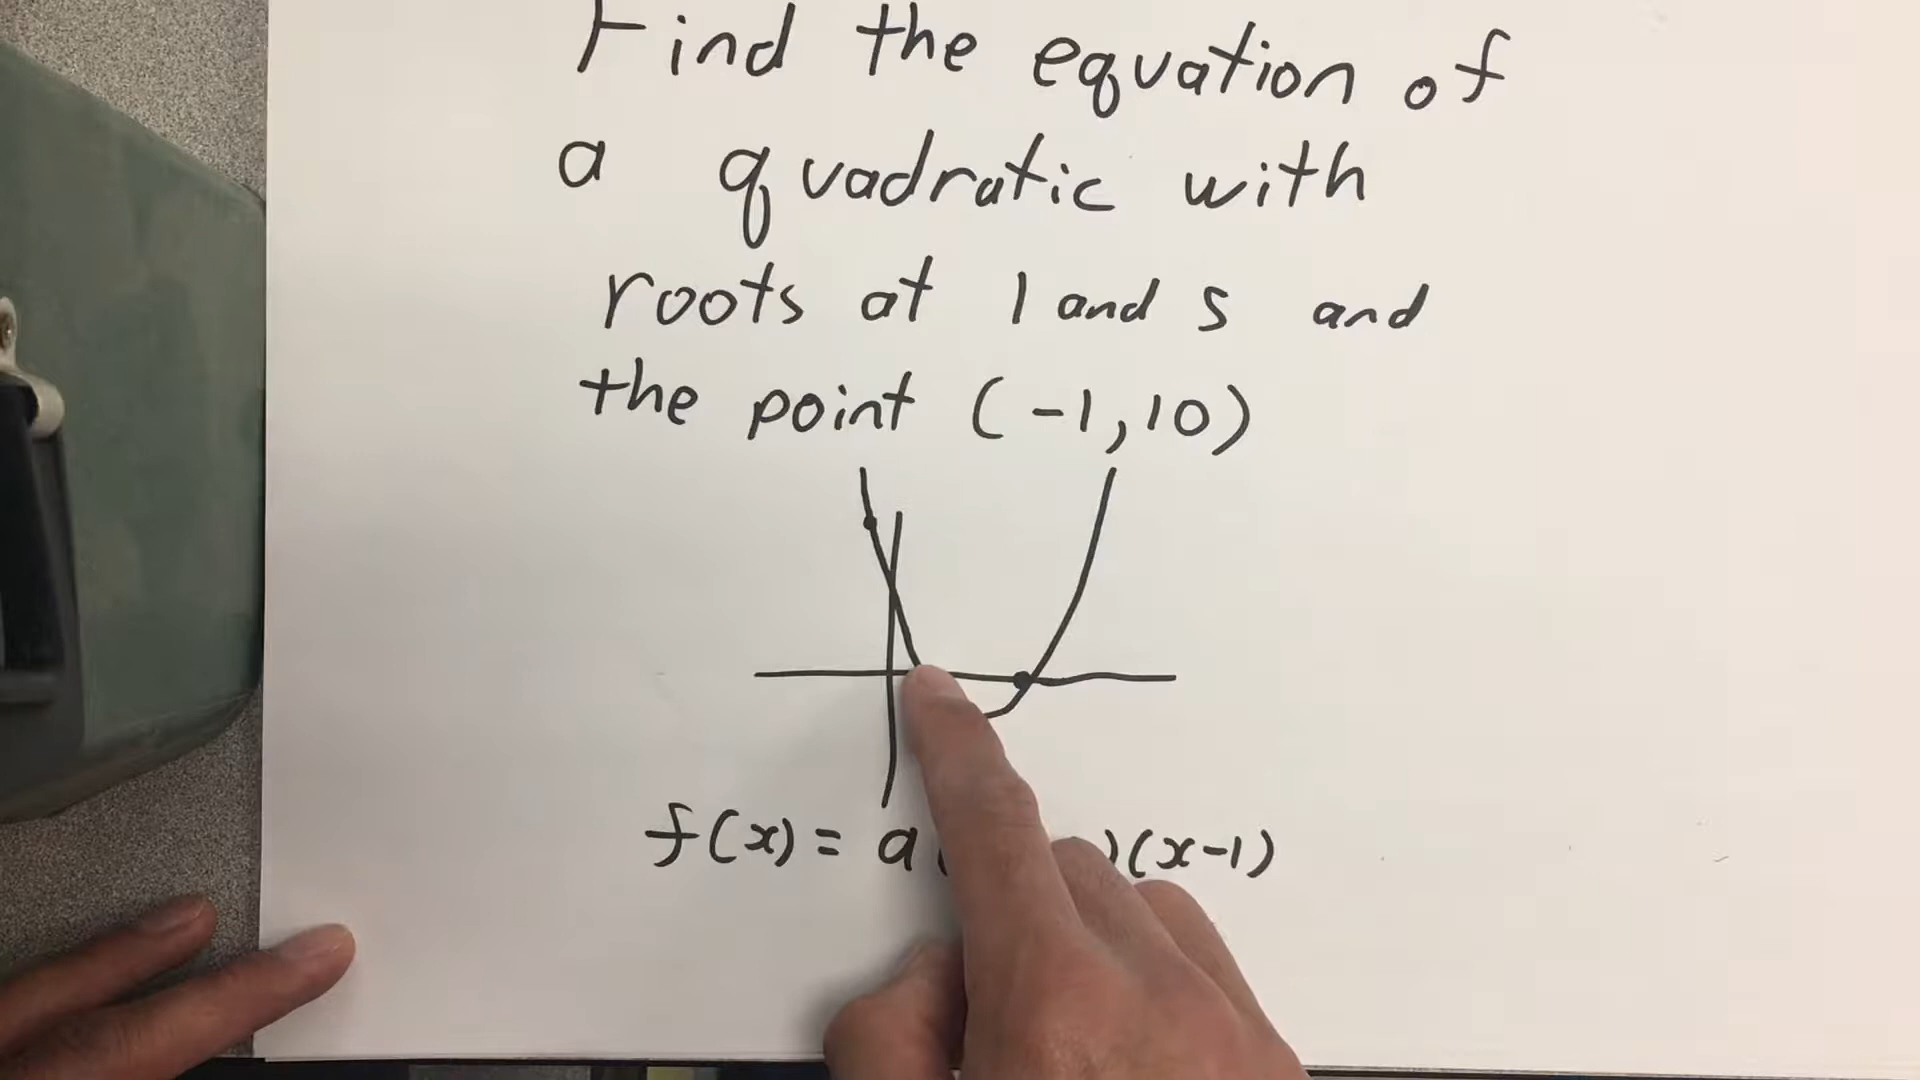 Find the equation of
a quadratic with
roots at 1 and 5 and
the point (-1,10)
f(x) = a( )(x-1)